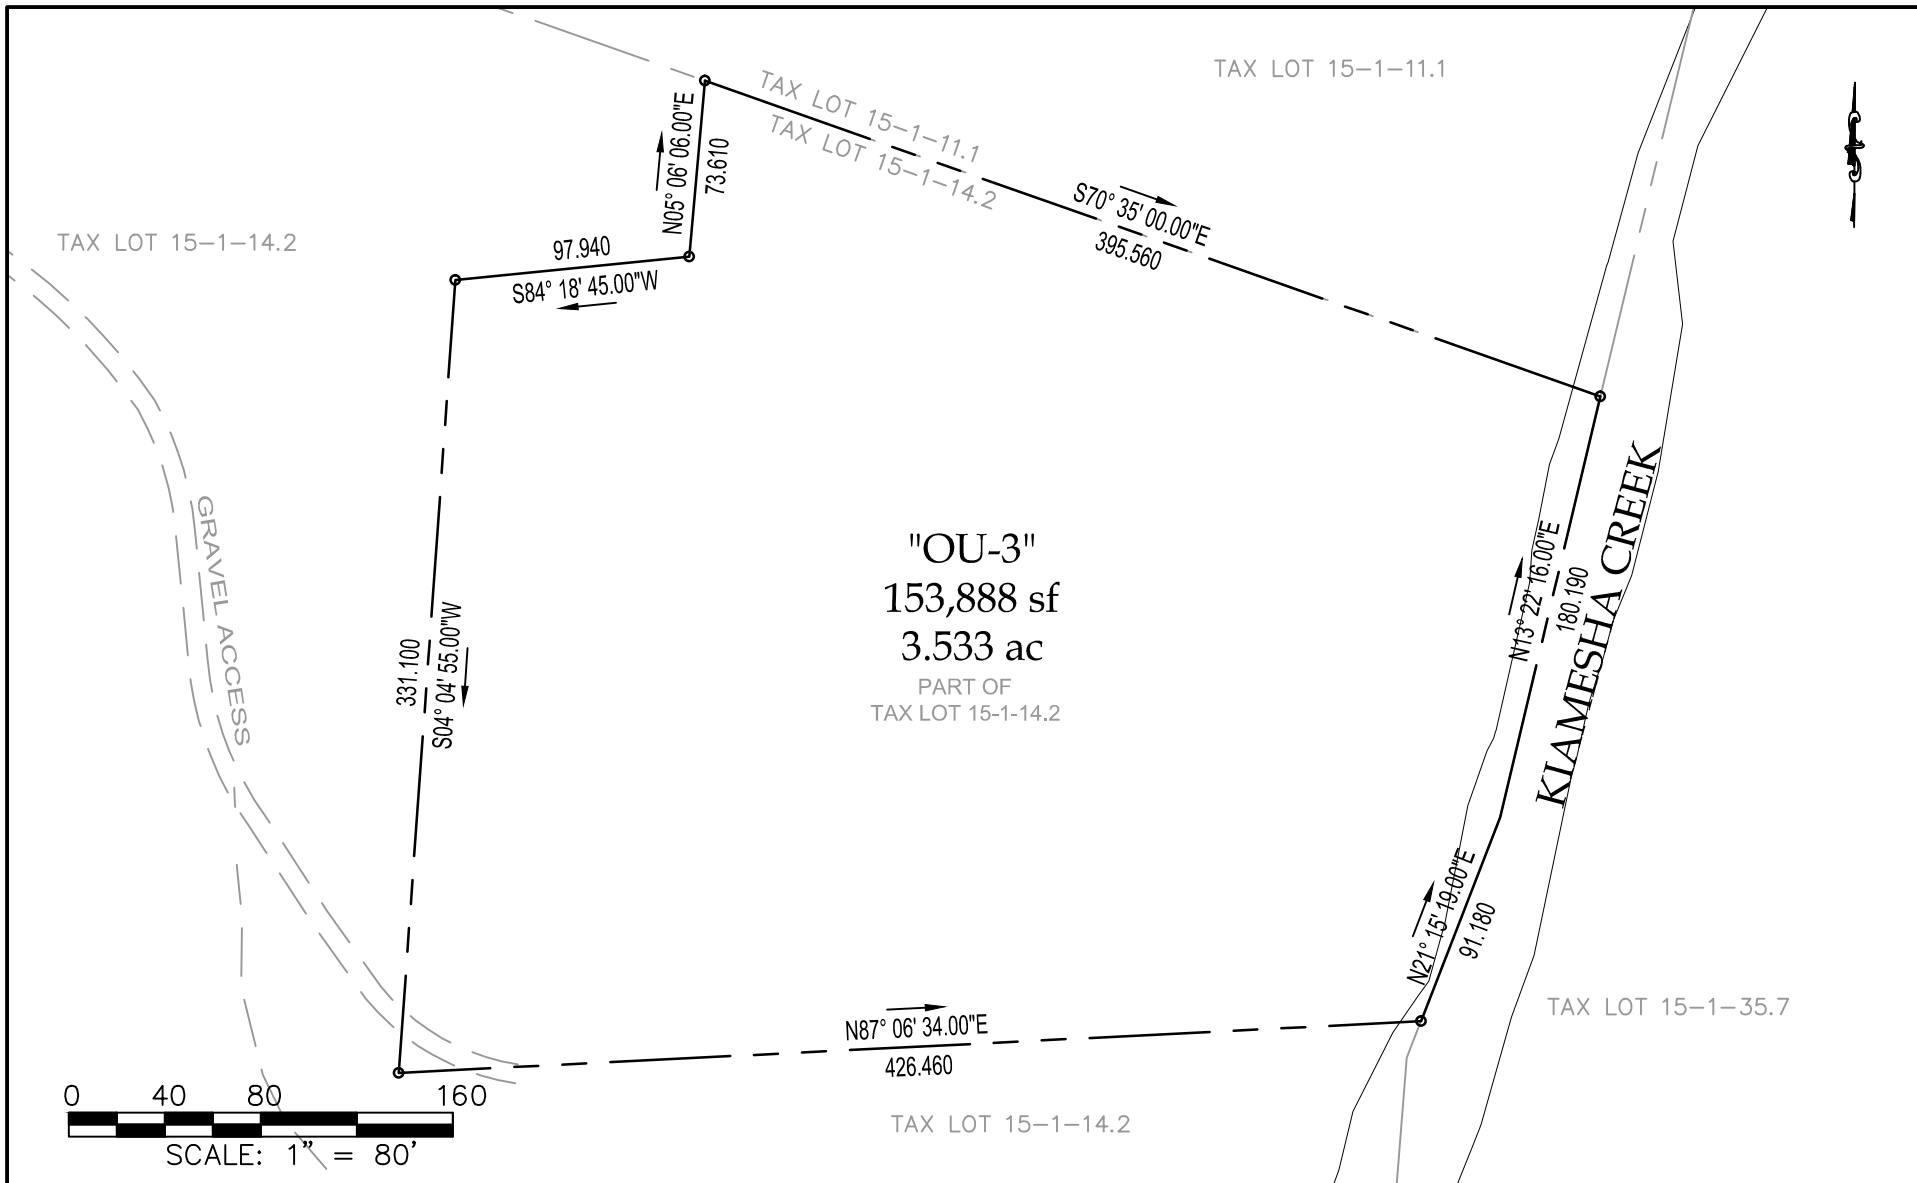 TAX LOT 15-1-11.1
TAX LOT 15-1-11.1
TAX LOT 15-1-14.2
N05° 06' 06.00"E
73.610
S70° 35' 00.00"E
395.560
TAX LOT 15-1-14.2
97.940
S84° 18' 45.00"W
GRAVEL ACCESS
331.100
S04° 04' 55.00"W
"OU-3"
153,888 sf
3.533 ac
PART OF
TAX LOT 15-1-14.2
N13° 22' 16.00"E
180.190
KIAMESHA CREEK
N21° 15' 19.00"E
91.180
N87° 06' 34.00"E
426.460
TAX LOT 15-1-35.7
TAX LOT 15-1-14.2
0 40 80 160
SCALE: 1" = 80'